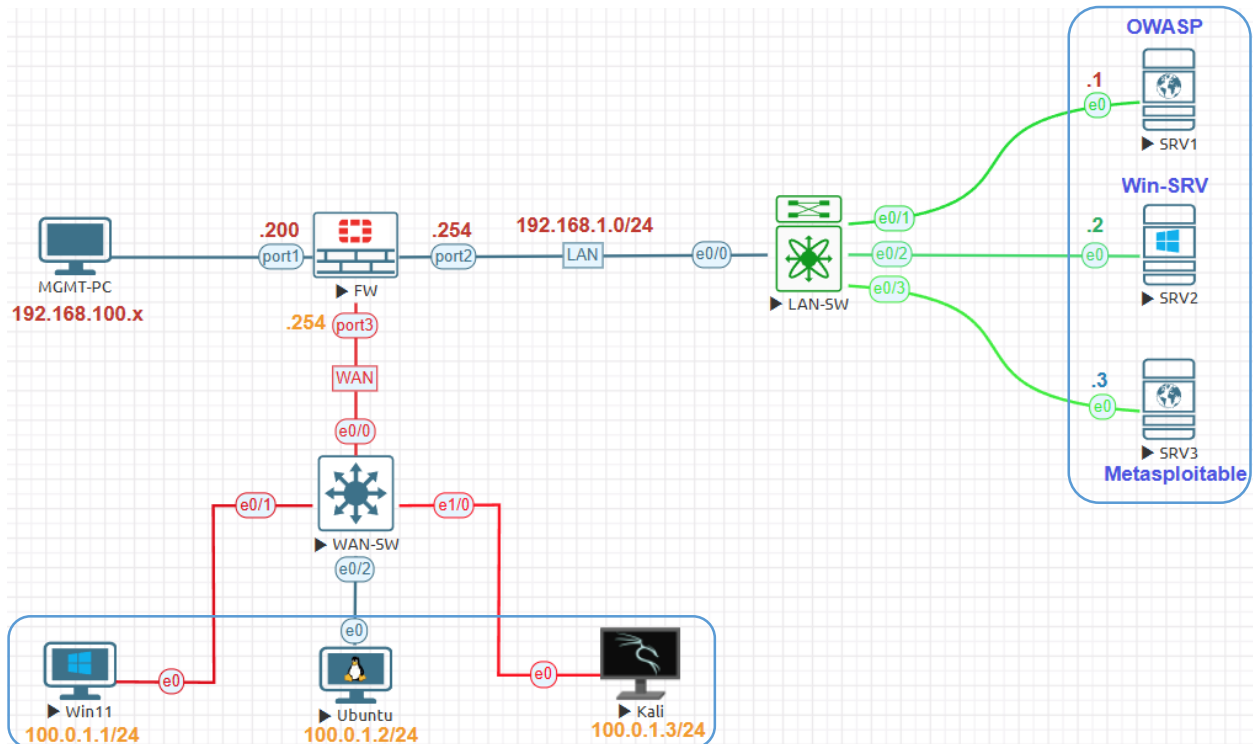 OWASP
.1
e0
SRV1
Win-SRV
.2
e0
SRV2
.3
e0
SRV3
Metasploitable
e0/1
e0/2
e0/3
e0/0
LAN-SW
192.168.1.0/24
LAN
.254
port2
.200
port1
FW
MGMT-PC
192.168.100.x
.254
port3
WAN
e0/0
e0/1
e1/0
WAN-SW
e0/2
e0
e0
e0
Win11
100.0.1.1/24
Ubuntu
100.0.1.2/24
Kali
100.0.1.3/24